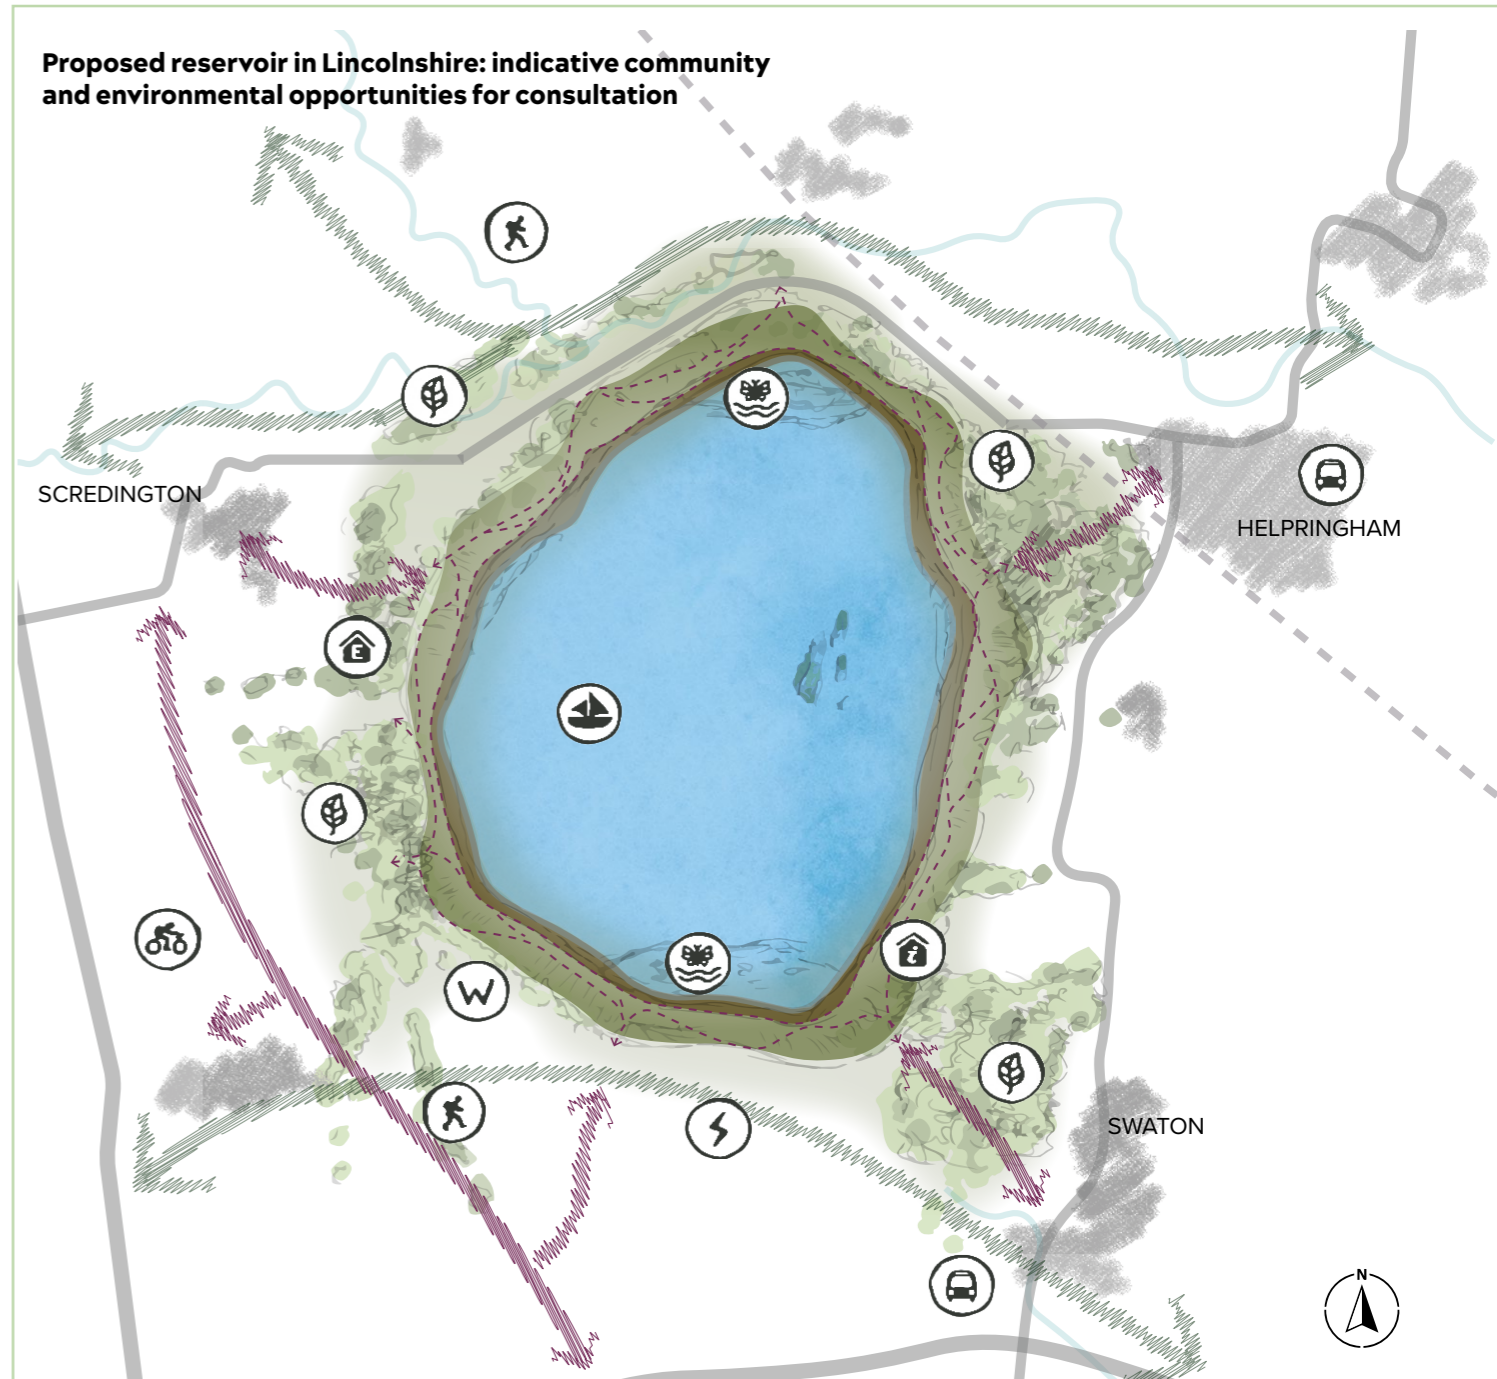 Proposed reservoir in Lincolnshire: indicative community
and environmental opportunities for consultation
SCREDINGTON
HELPRINGHAM
E
i
W
SWATON
N